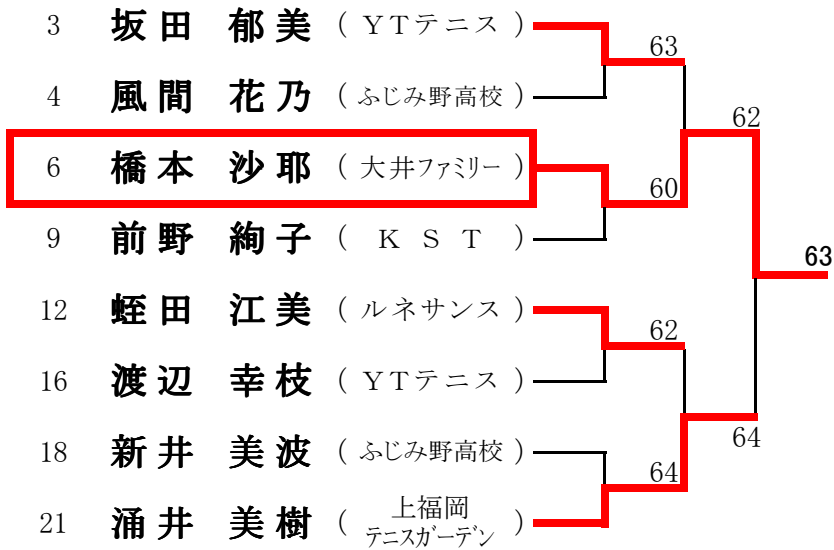 3 坂田 郁美 (YTテニス)
63
4 風間 花乃 (ふじみ野高校)
62
6 橋本 沙耶 (大井ファミリー)
60
9 前野 絢子 (KST)
63
12 蛭田 江美 (ルネサンス)
62
16 渡辺 幸枝 (YTテニス)
64
18 新井 美波 (ふじみ野高校)
64
21 涌井 美樹 (上福岡
テニスガーデン)